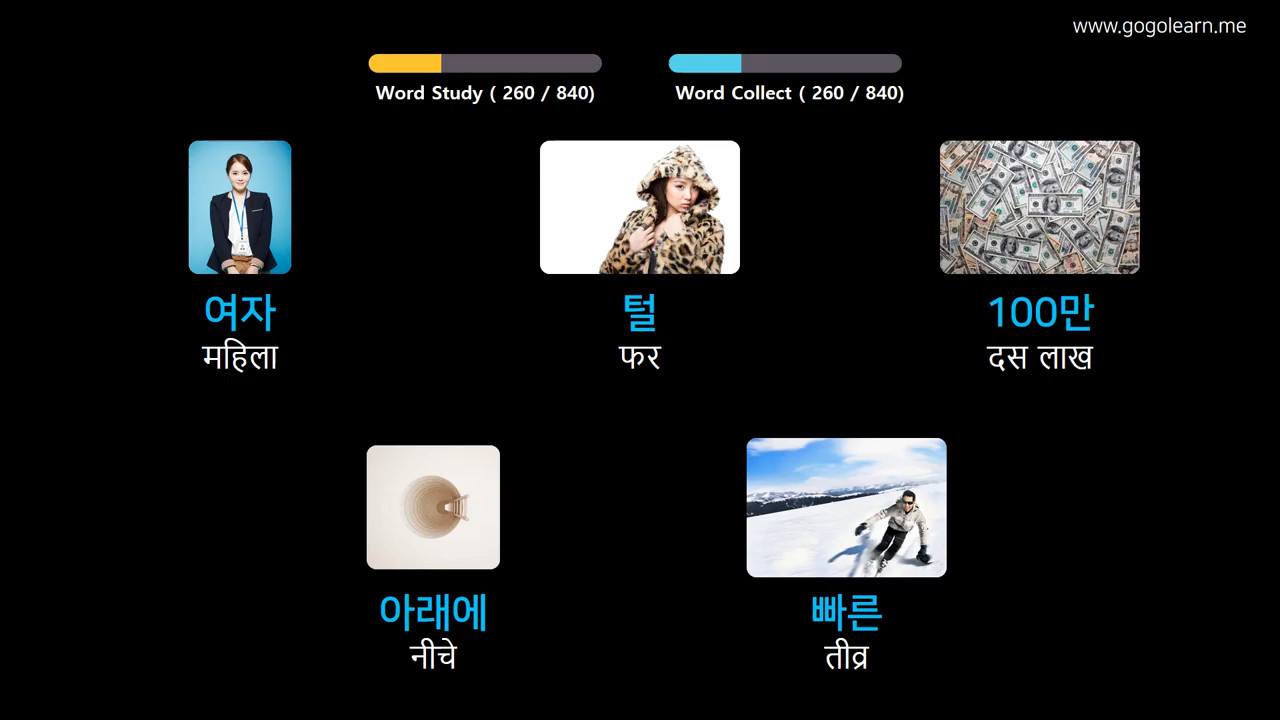 www.gogolearn.me
Word Study ( 260 / 840)
Word Collect ( 260 / 840)
여자
महिला
털
फर
100만
दस लाख
아래에
नीचे
빠른
तीव्र